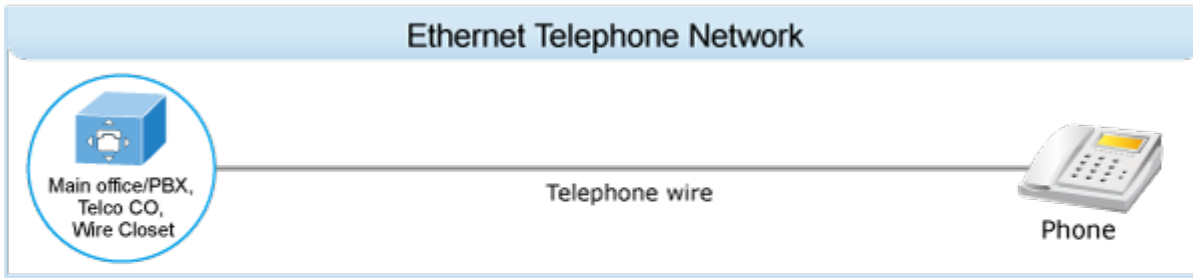 Ethernet Telephone Network
Main office/PBX,
Telco CO,
Wire Closet
Telephone wire
Phone